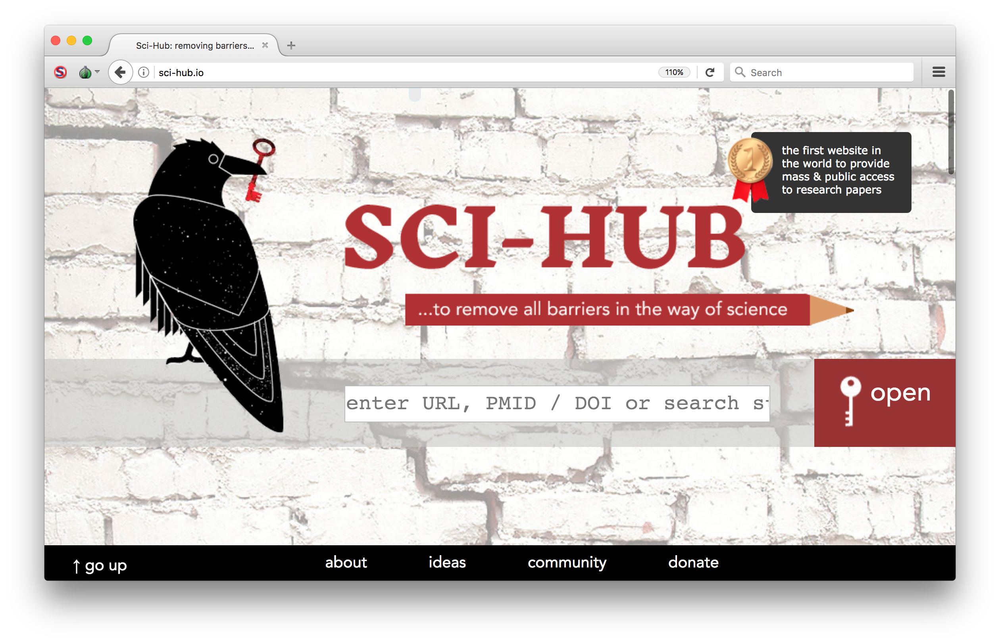 Sci-Hub: removing barriers...
sci-hub.io
110%
Search
the first website in
the world to provide
mass & public access
to research papers
SCI-HUB
...to remove all barriers in the way of science
enter URL, PMID / DOI or search s
open
↑ go up
about
ideas
community
donate